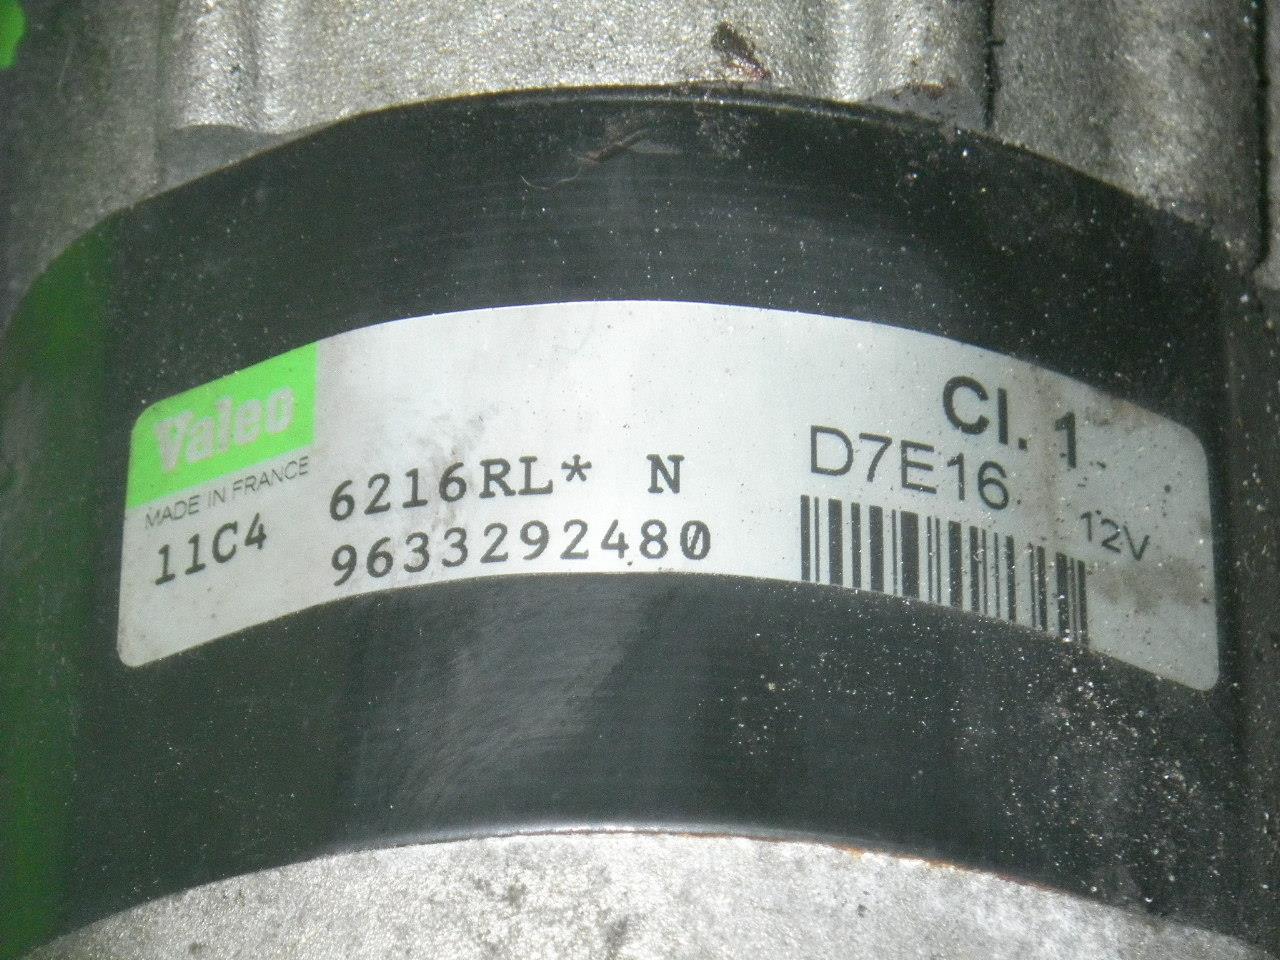 Valeo
MADE IN FRANCE
11C4
6216RL* N
9633292480
Cl. 1
D7E16
12V